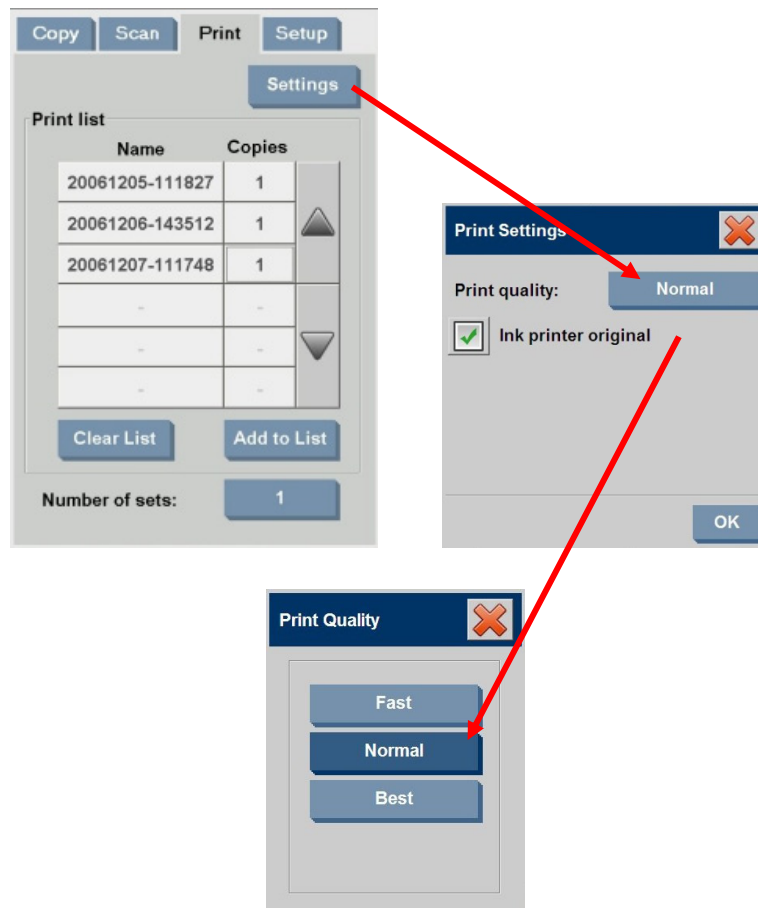 Copy Scan Print Setup
Settings
Print list
Name Copies
20061205-111827 1
20061206-143512 1
20061207-111748 1
- -
- -
- -
Clear List Add to List
Number of sets: 1
Print Settings
Print quality: Normal
Ink printer original
OK
Print Quality
Fast
Normal
Best